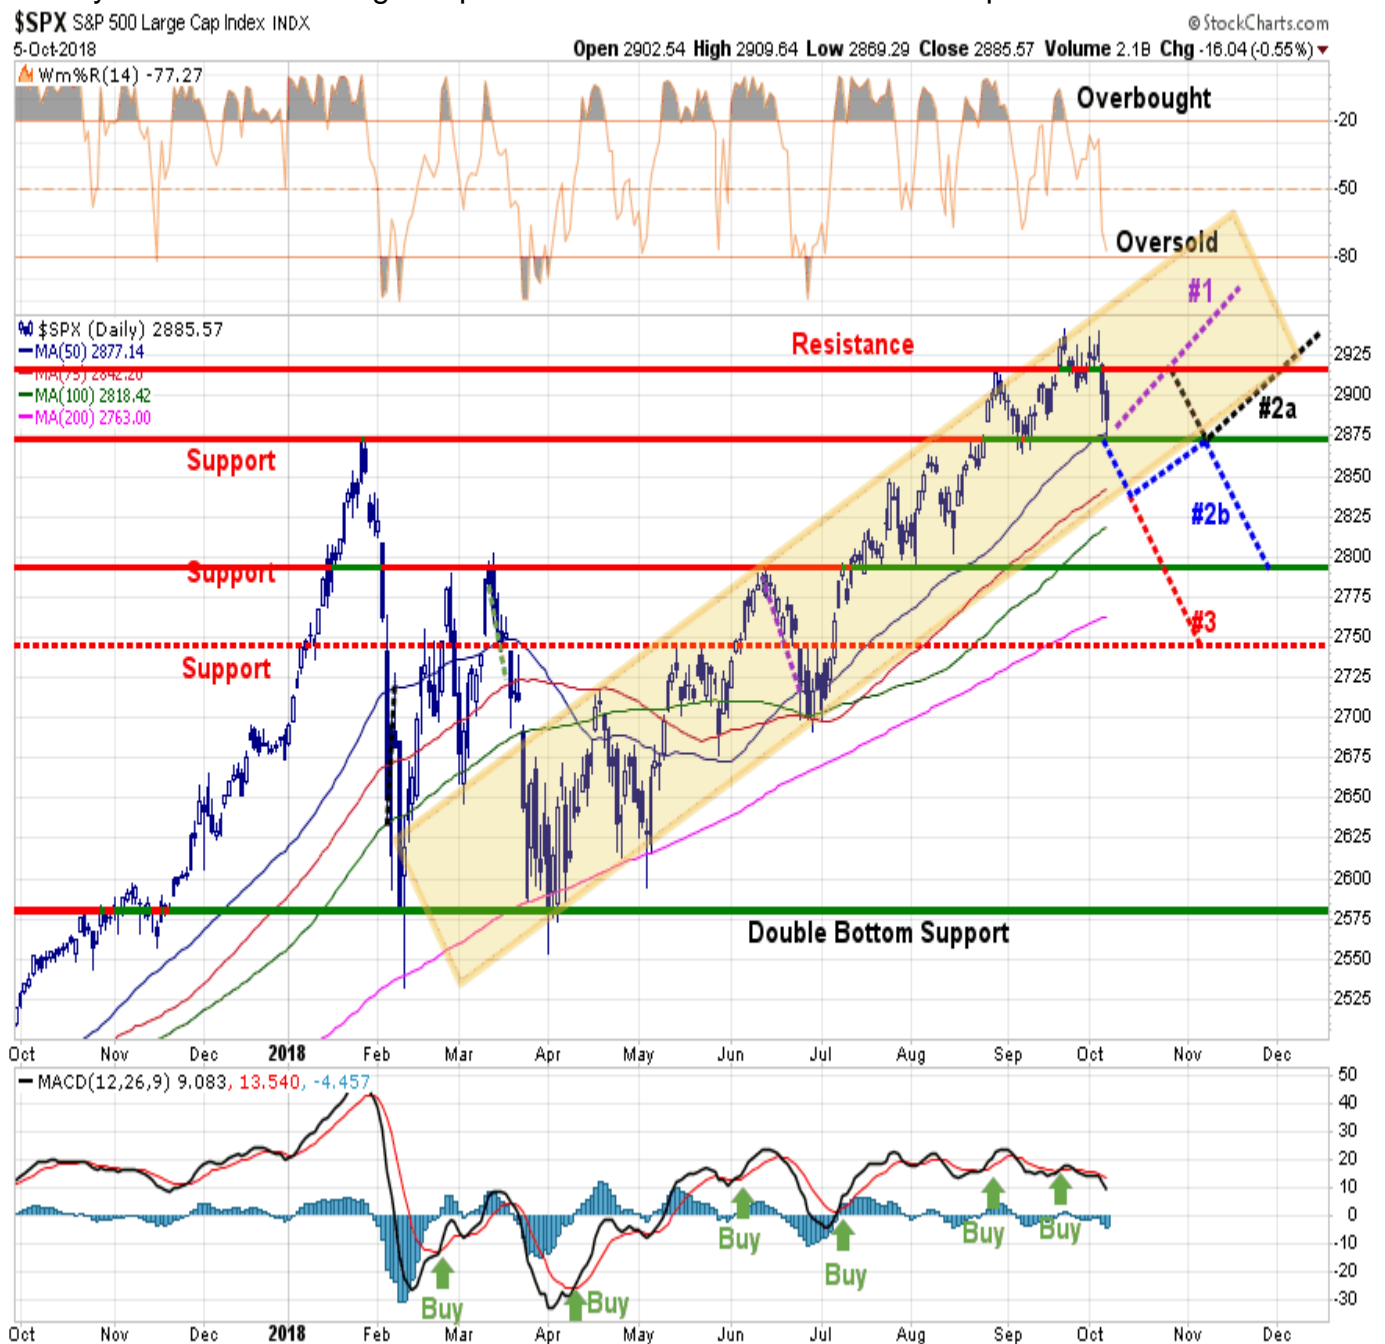 $SPX S&P 500 Large Cap Index INDX
© StockCharts.com
5-Oct-2018
Open 2902.54 High 2909.64 Low 2869.29 Close 2885.57 Volume 2.1B Chg -16.04 (-0.55%)
Wm%R(14) -77.27
Overbought
-20
-50
Oversold
-80
#1
$SPX (Daily) 2885.57
MA(50) 2877.14
MA(75) 2842.20
MA(100) 2818.42
MA(200) 2763.00
Resistance
2925
2900
#2a
2875
Support
2850
2825
#2b
2800
Support
2775
#3
2750
Support
2725
2700
2675
2650
2625
2600
2575
Double Bottom Support
2550
2525
Oct Nov Dec 2018 Feb Mar Apr May Jun Jul Aug Sep Oct Nov Dec
MACD(12,26,9) 9.083, 13.540, -4.457
50
40
30
20
10
0
-10
-20
-30
Buy
Buy
Buy
Buy
Buy
Buy
Oct Nov Dec 2018 Feb Mar Apr May Jun Jul Aug Sep Oct Nov Dec